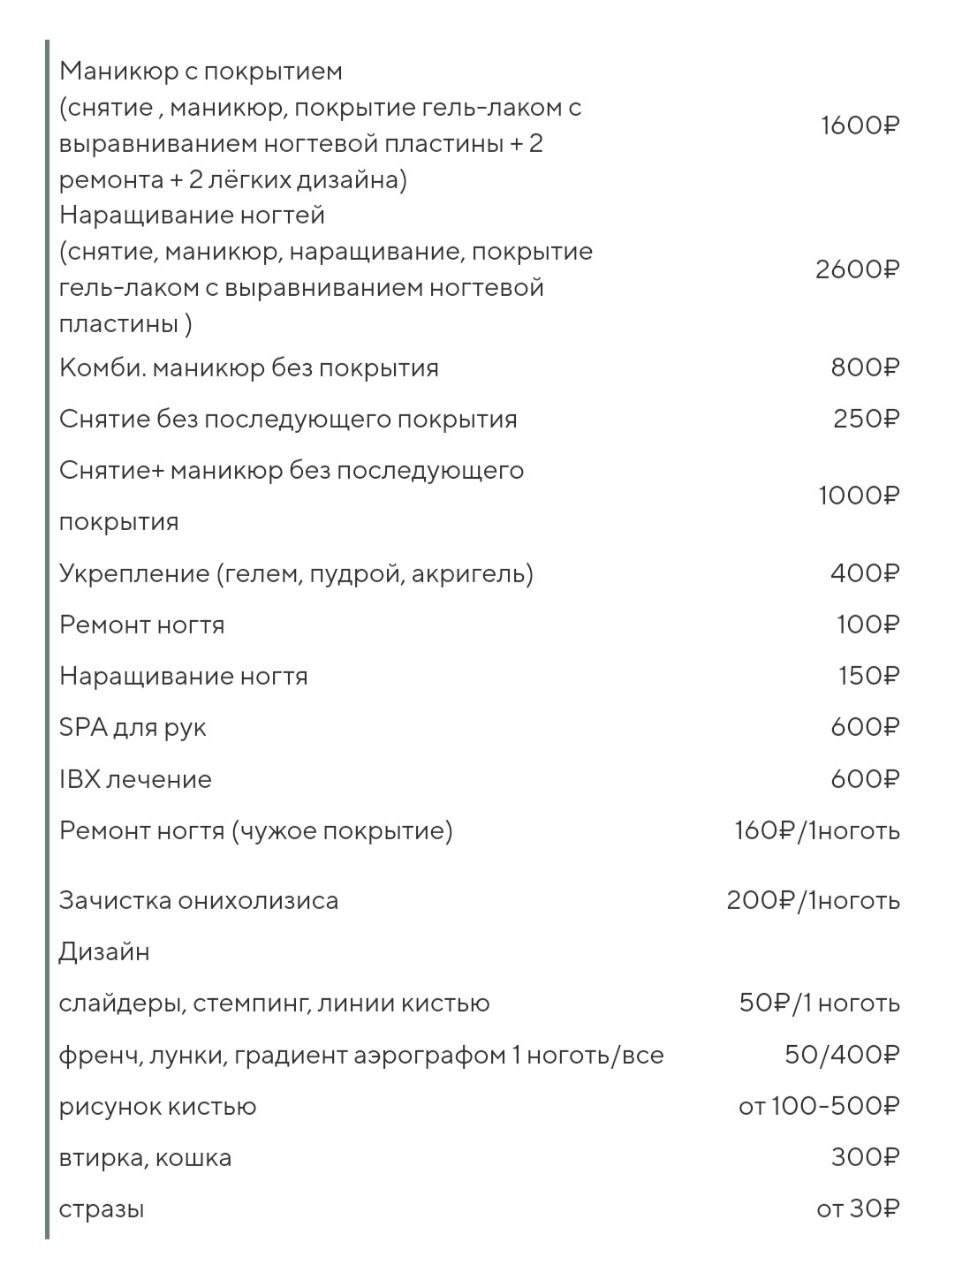 Маникюр с покрытием
(снятие , маникюр, покрытие гель-лаком с
выравниванием ногтевой пластины + 2
ремонта + 2 лёгких дизайна)
1600₽
Наращивание ногтей
(снятие, маникюр, наращивание, покрытие
гель-лаком с выравниванием ногтевой
пластины )
2600₽
Комби. маникюр без покрытия 800₽
Снятие без последующего покрытия 250₽
Снятие+ маникюр без последующего
покрытия
1000₽
Укрепление (гелем, пудрой, акригель) 400₽
Ремонт ногтя 100₽
Наращивание ногтя 150₽
SPA для рук 600₽
IBX лечение 600₽
Ремонт ногтя (чужое покрытие) 160₽/1ноготь
Зачистка онихолизиса 200₽/1ноготь
Дизайн
слайдеры, стемпинг, линии кистью 50₽/1 ноготь
френч, лунки, градиент аэрографом 1 ноготь/все 50/400₽
рисунок кистью от 100-500₽
втирка, кошка 300₽
стразы от 30₽